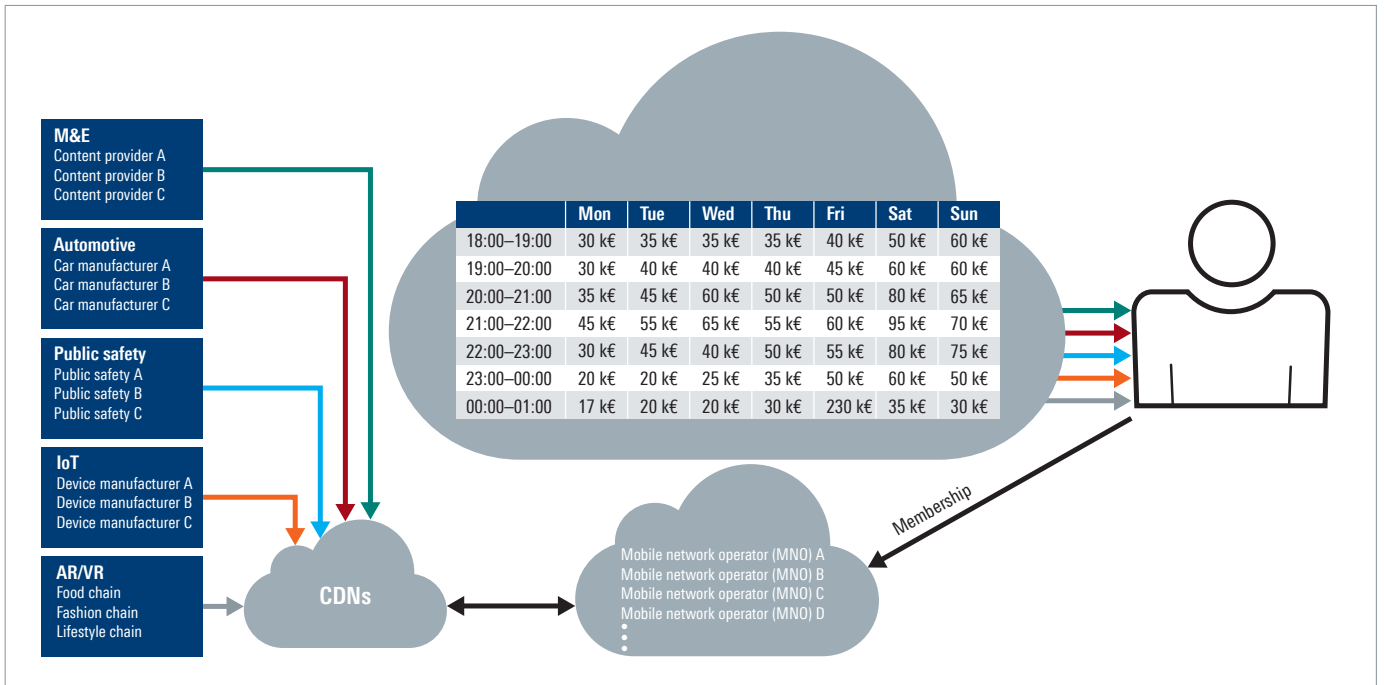 M&E
Content provider A
Content provider B
Content provider C
Automotive
Car manufacturer A
Car manufacturer B
Car manufacturer C
Public safety
Public safety A
Public safety B
Public safety C
IoT
Device manufacturer A
Device manufacturer B
Device manufacturer C
AR/VR
Food chain
Fashion chain
Lifestyle chain
CDNs
Mon Tue Wed Thu Fri Sat Sun
18:00–19:00 30 k€ 35 k€ 35 k€ 35 k€ 40 k€ 50 k€ 60 k€
19:00–20:00 30 k€ 40 k€ 40 k€ 40 k€ 45 k€ 60 k€ 60 k€
20:00–21:00 35 k€ 45 k€ 60 k€ 50 k€ 50 k€ 80 k€ 65 k€
21:00–22:00 45 k€ 55 k€ 65 k€ 55 k€ 60 k€ 95 k€ 70 k€
22:00–23:00 30 k€ 45 k€ 40 k€ 50 k€ 55 k€ 80 k€ 75 k€
23:00–00:00 20 k€ 20 k€ 25 k€ 35 k€ 50 k€ 60 k€ 50 k€
00:00–01:00 17 k€ 20 k€ 20 k€ 30 k€ 230 k€ 35 k€ 30 k€
Mobile network operator (MNO) A
Mobile network operator (MNO) B
Mobile network operator (MNO) C
Mobile network operator (MNO) D
Membership